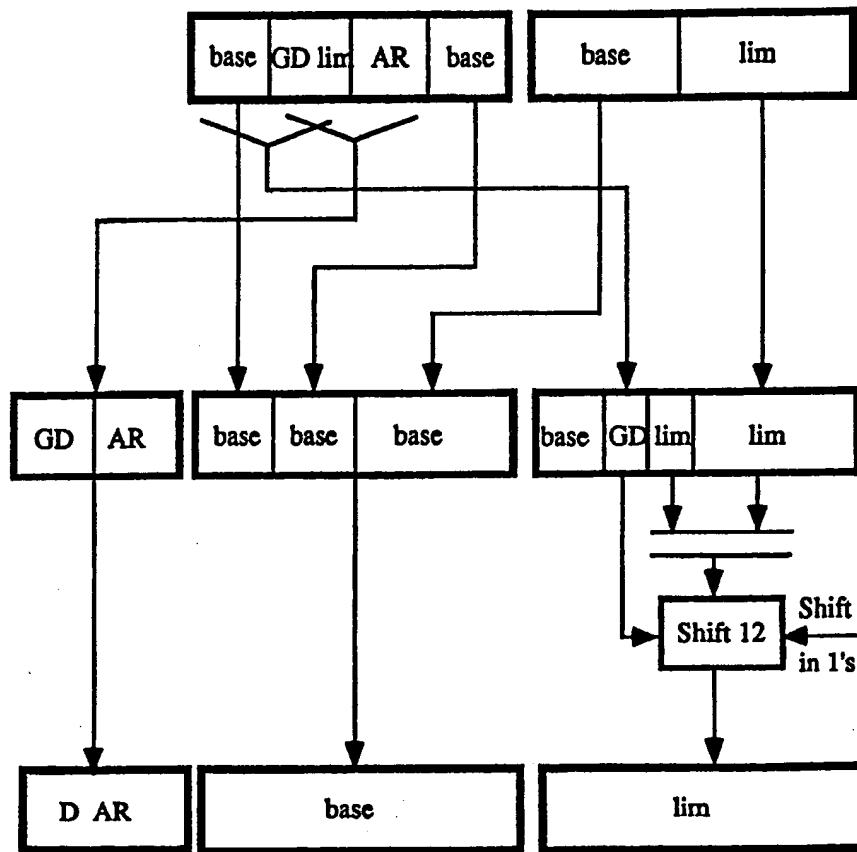 base GD lim AR base base lim
GD AR base base base base GD lim lim
Shift 12
Shift
in 1's
D AR base lim